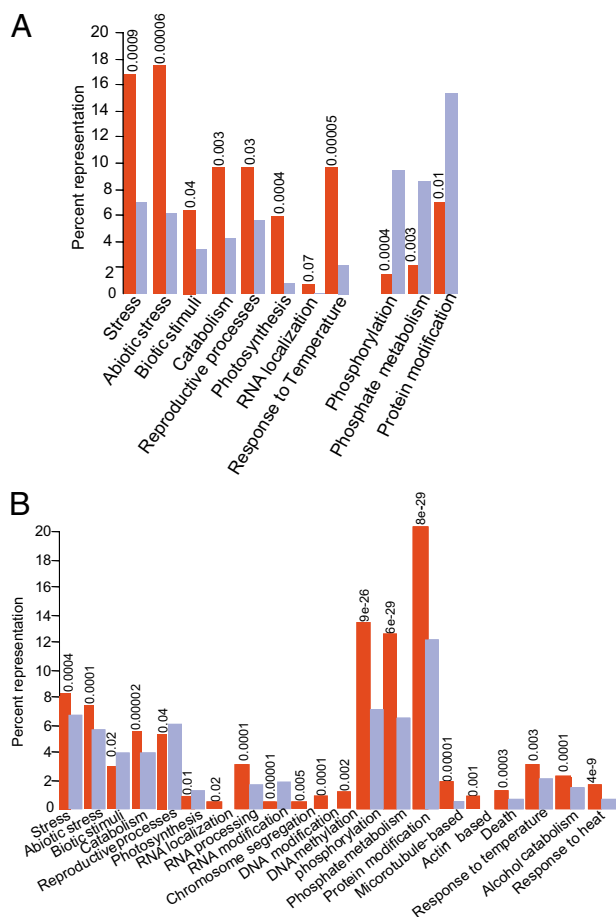 A
Percent representation
20
18
16
14
12
10
8
6
4
2
0
0.0009
0.00006
0.04
0.003
0.03
0.0004
0.07
0.00005
0.0004
0.003
0.01
Stress
Abiotic stress
Biotic stimuli
Catabolism
Reproductive processes
Photosynthesis
RNA localization
Response to Temperature
Phosphorylation
Phosphate metabolism
Protein modification
B
Percent representation
20
18
16
14
12
10
8
6
4
2
0
0.0004
0.0001
0.02
0.00002
0.04
0.01
0.02
0.0001
0.00001
0.005
0.0001
0.002
9e-26
6e-29
8e-29
0.00001
0.001
0.0003
0.003
0.0001
4e-9
Stress
Abiotic stress
Biotic stimuli
Catabolism
Reproductive processes
Photosynthesis
RNA localization
RNA processing
RNA modification
Chromosome segregation
DNA modification
DNA methylation
phosphorylation
Phosphate metabolism
Protein modification
Micorotubule-based
Actin based
Death
Response to temperature
Alcohol catabolism
Response to heat